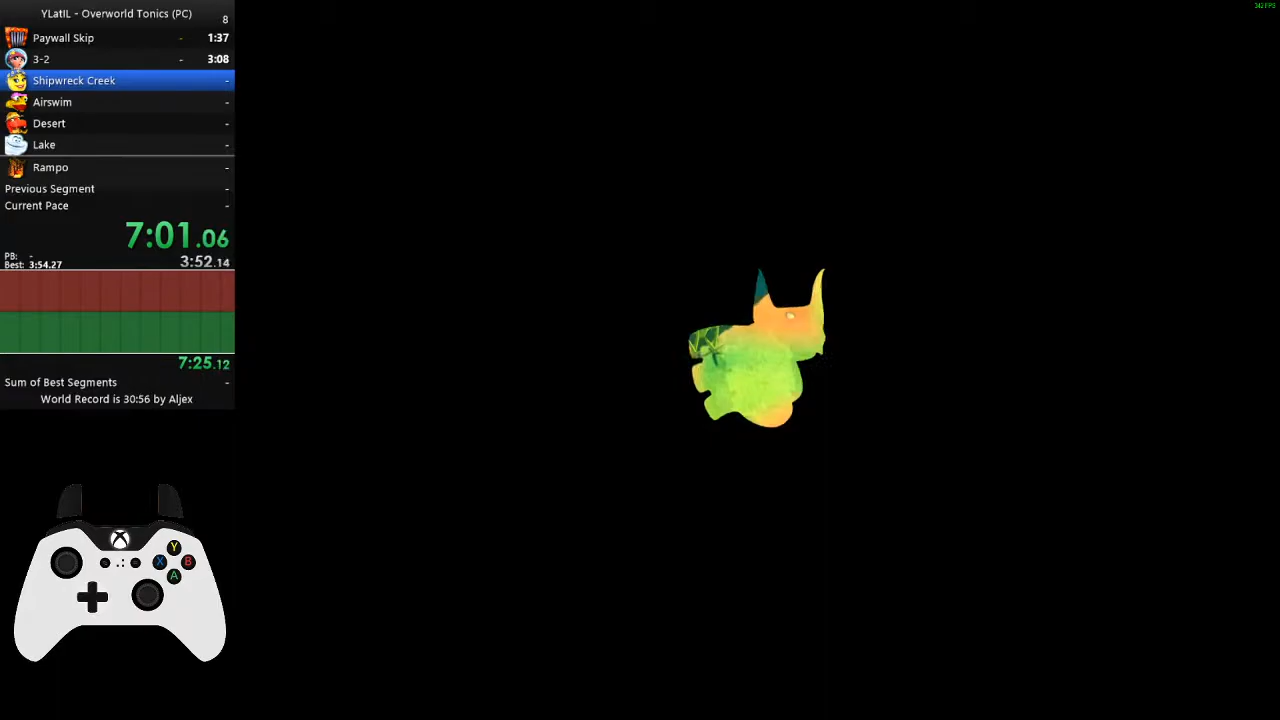 YLatIL - Overworld Tonics (PC)
8
Paywall Skip - 1:37
3-2 - 3:08
Shipwreck Creek -
Airswim -
Desert -
Lake -
Rampo -
Previous Segment -
Current Pace -
7:01.06
PB: -
Best: 3:54.27
3:52.14
7:25.12
Sum of Best Segments -
World Record is 30:56 by Aljex
Y
X B
A